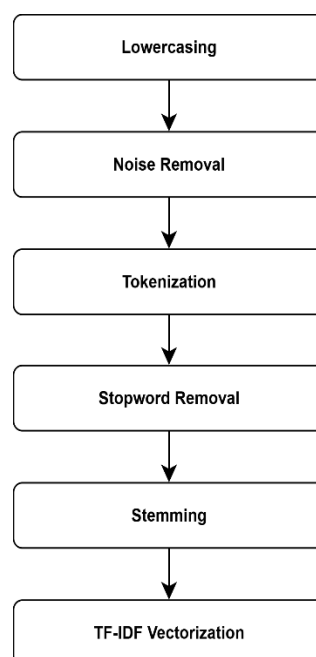 Lowercasing
Noise Removal
Tokenization
Stopword Removal
Stemming
TF-IDF Vectorization